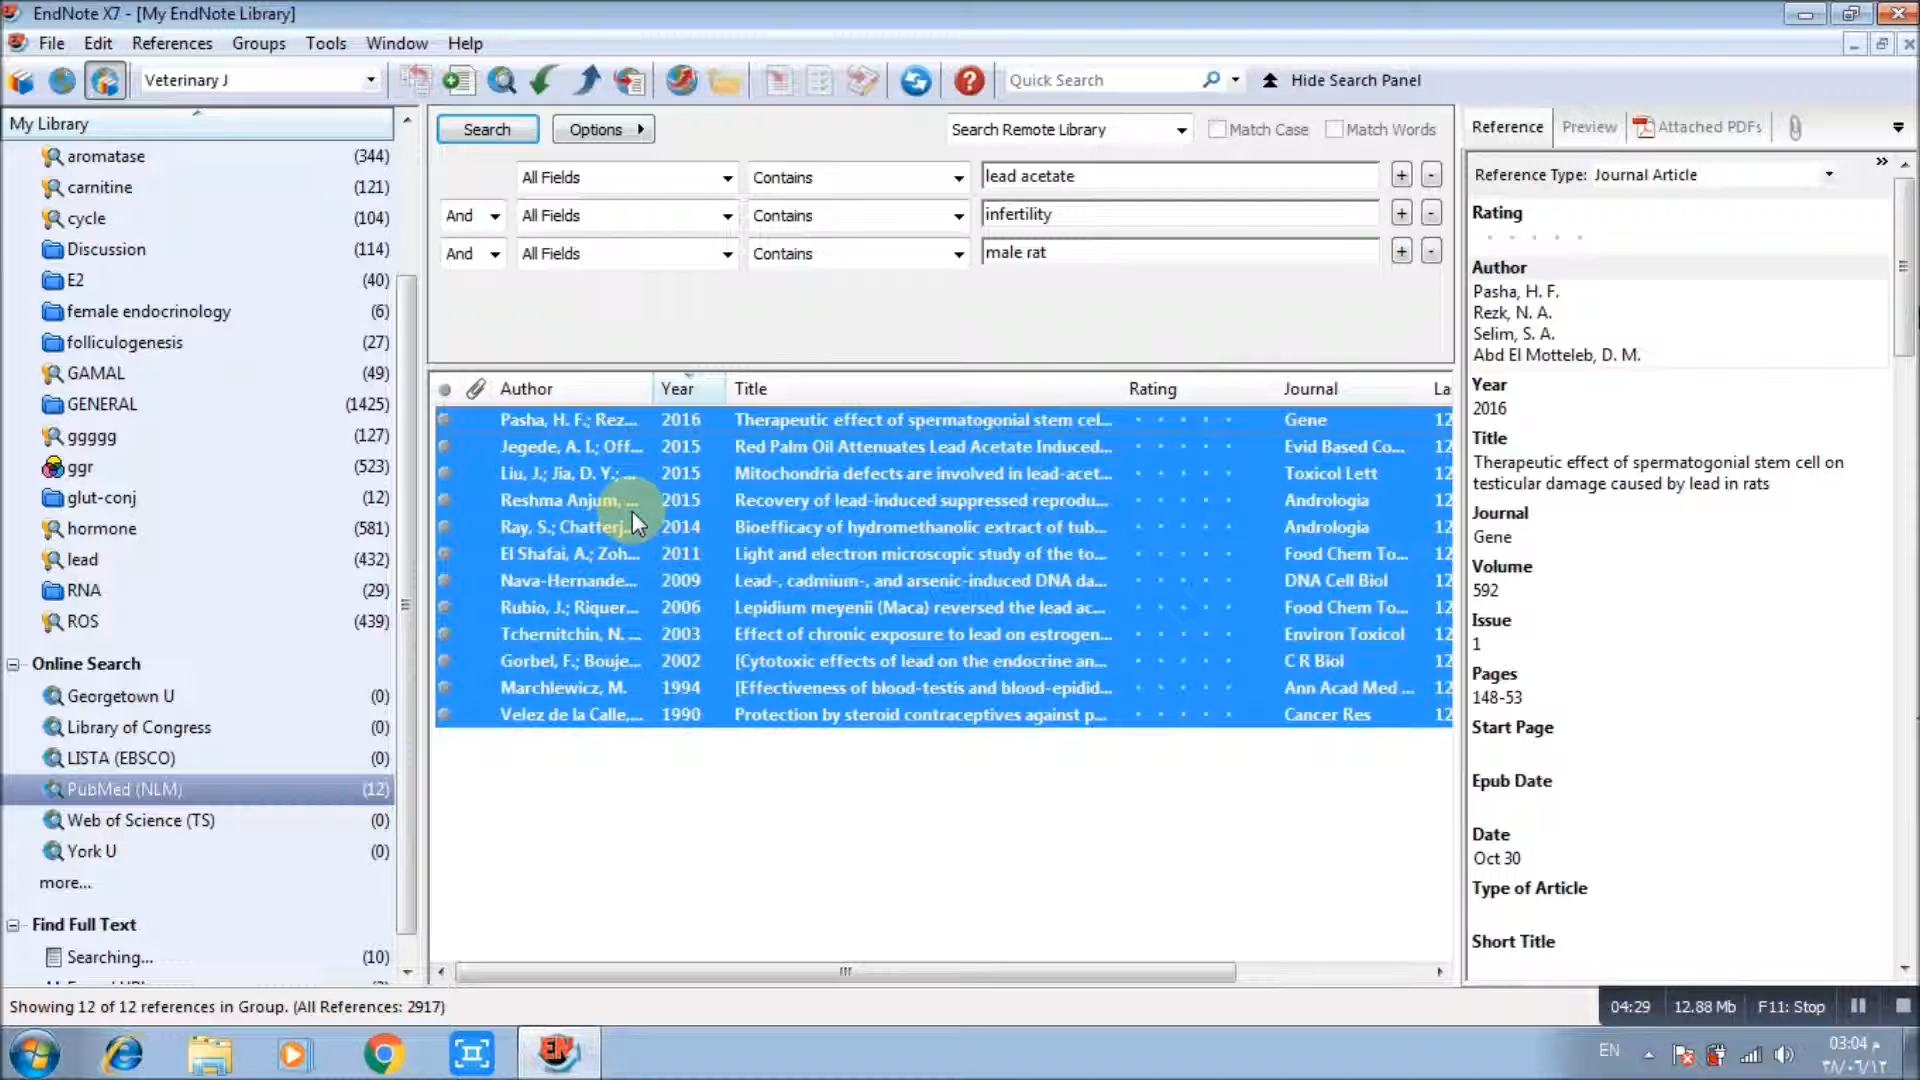 EndNote X7 - [My EndNote Library]
File Edit References Groups Tools Window Help
Veterinary J
Quick Search
Hide Search Panel
My Library
aromatase (344)
carnitine (121)
cycle (104)
Discussion (114)
E2 (40)
female endocrinology (6)
folliculogenesis (27)
GAMAL (49)
GENERAL (1425)
ggggg (127)
ggr (523)
glut-conj (12)
hormone (581)
lead (432)
RNA (29)
ROS (439)
Online Search
Georgetown U (0)
Library of Congress (0)
LISTA (EBSCO) (0)
PubMed (NLM) (12)
Web of Science (TS) (0)
York U (0)
more...
Find Full Text
Searching... (10)
Search Options Search Remote Library Match Case Match Words
All Fields Contains lead acetate + -
And All Fields Contains infertility + -
And All Fields Contains male rat + -
Author Year Title Rating Journal La
Pasha, H. F.; Rez... 2016 Therapeutic effect of spermatogonial stem cel... Gene 12
Jegede, A. I.; Off... 2015 Red Palm Oil Attenuates Lead Acetate Induced... Evid Based Co... 12
Liu, J.; Jia, D. Y.; ... 2015 Mitochondria defects are involved in lead-acet... Toxicol Lett 12
Reshma Anjum, ... 2015 Recovery of lead-induced suppressed reprodu... Andrologia 12
Ray, S.; Chatterj... 2014 Bioefficacy of hydromethanolic extract of tub... Andrologia 12
El Shafai, A.; Zoh... 2011 Light and electron microscopic study of the to... Food Chem To... 12
Nava-Hernande... 2009 Lead-, cadmium-, and arsenic-induced DNA da... DNA Cell Biol 12
Rubio, J.; Riquer... 2006 Lepidium meyenii (Maca) reversed the lead ac... Food Chem To... 12
Tchernitchin, N. ... 2003 Effect of chronic exposure to lead on estrogen... Environ Toxicol 12
Gorbel, F.; Bouje... 2002 [Cytotoxic effects of lead on the endocrine an... C R Biol 12
Marchlewicz, M. 1994 [Effectiveness of blood-testis and blood-epidid... Ann Acad Med ... 12
Velez de la Calle,... 1990 Protection by steroid contraceptives against p... Cancer Res 12
Reference Preview Attached PDFs
Reference Type: Journal Article
Rating
Author
Pasha, H. F.
Rezk, N. A.
Selim, S. A.
Abd El Motteleb, D. M.
Year
2016
Title
Therapeutic effect of spermatogonial stem cell on
testicular damage caused by lead in rats
Journal
Gene
Volume
592
Issue
1
Pages
148-53
Start Page
Epub Date
Date
Oct 30
Type of Article
Short Title
Showing 12 of 12 references in Group. (All References: 2917)
04:29 12.88 Mb F11: Stop
EN
03:04 م
٣٨/٠٦/١٢